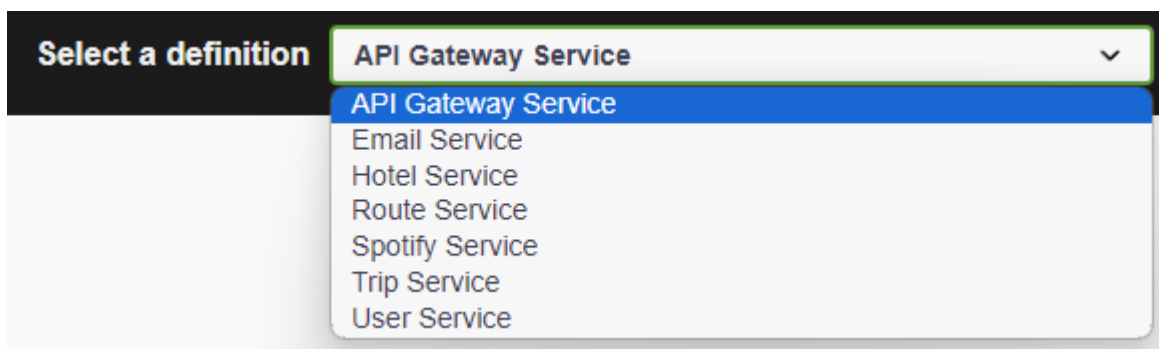 Select a definition API Gateway Service
API Gateway Service
Email Service
Hotel Service
Route Service
Spotify Service
Trip Service
User Service